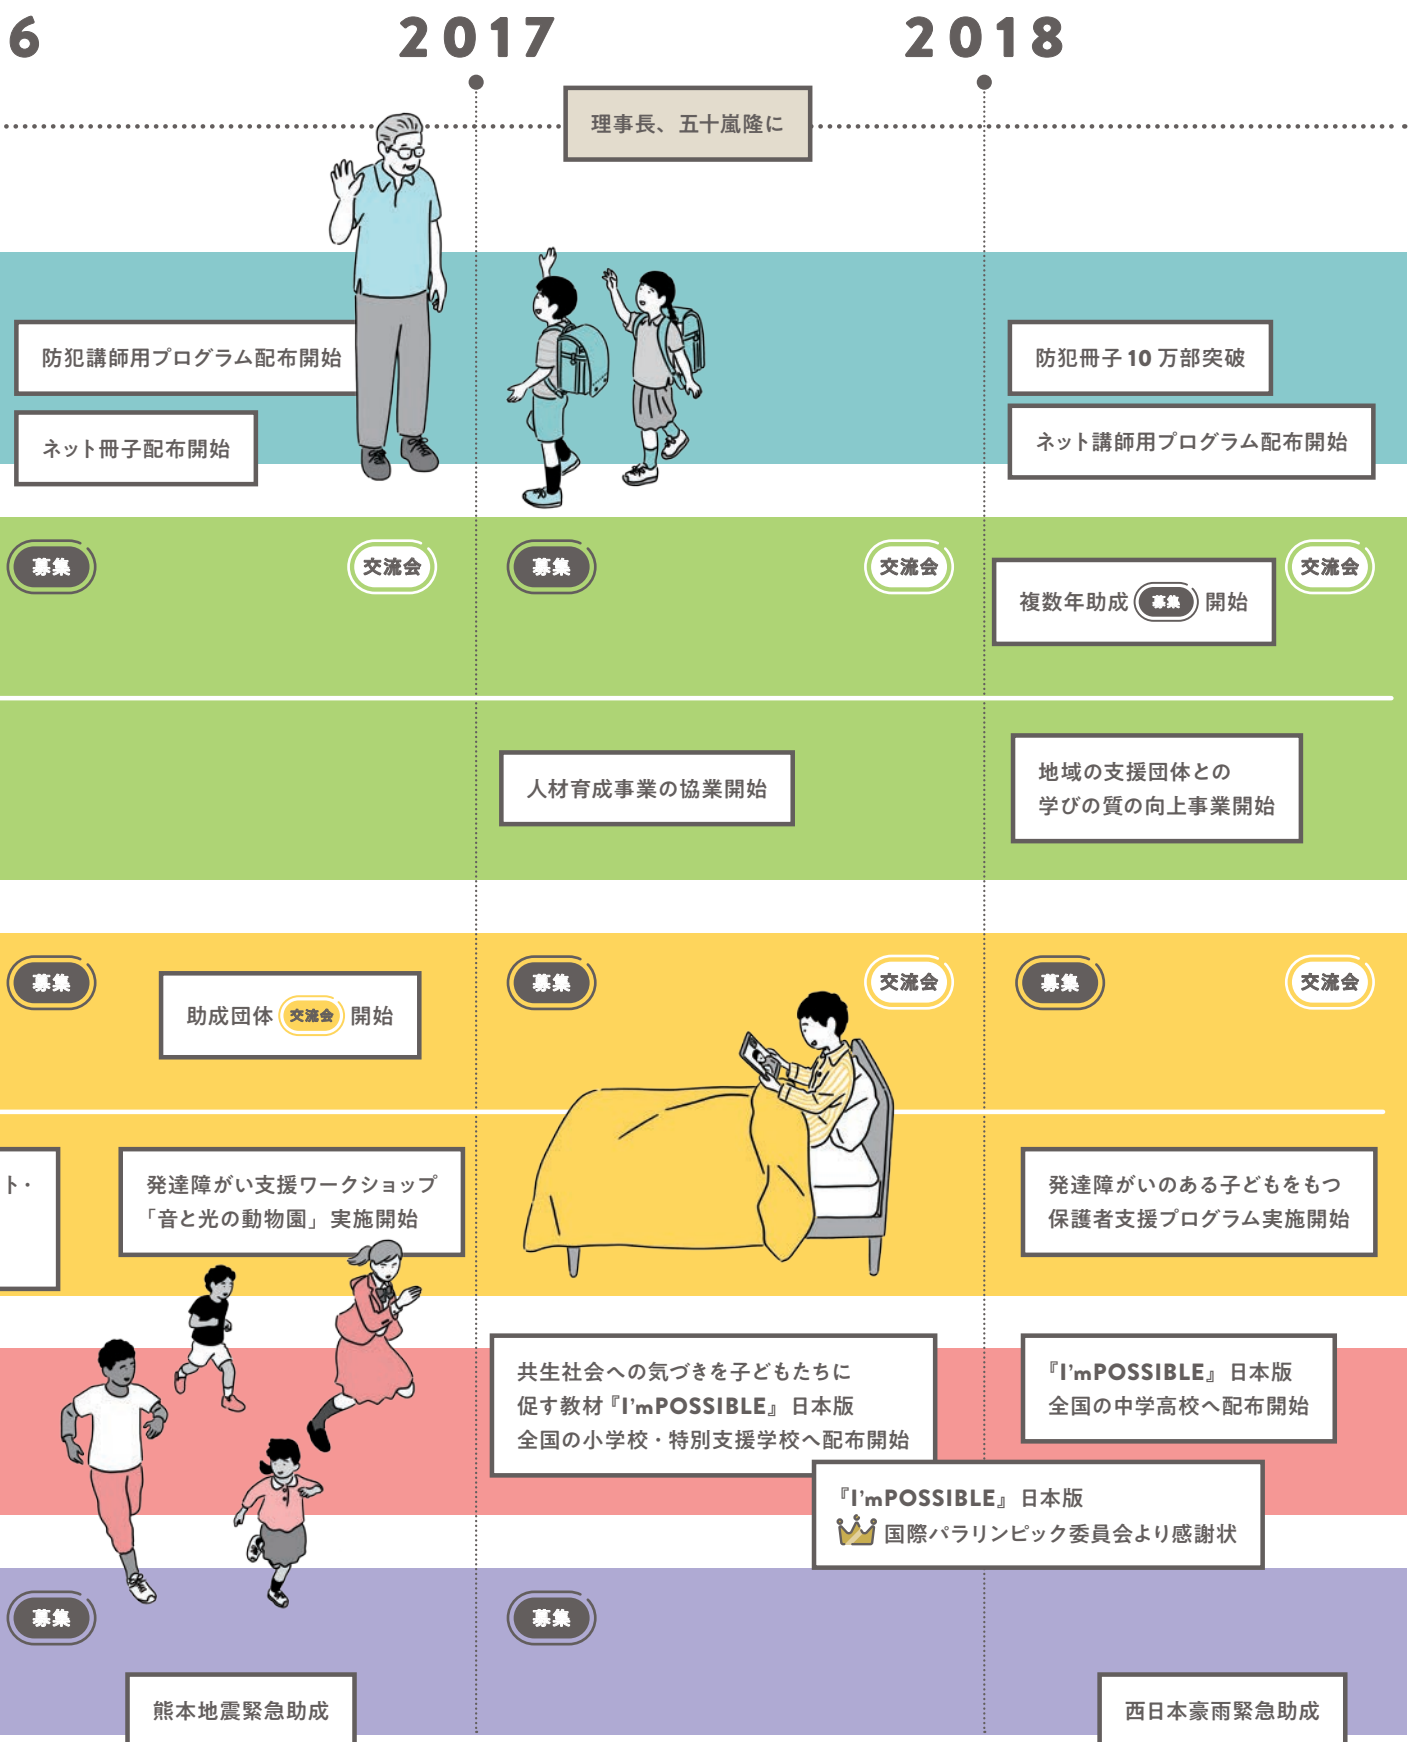 6
2017
2018
理事長、五十嵐隆に
防犯講師用プログラム配布開始
ネット冊子配布開始
防犯冊子10万部突破
ネット講師用プログラム配布開始
募集
交流会
募集
交流会
複数年助成 募集 開始
交流会
人材育成事業の協業開始
地域の支援団体との
学びの質の向上事業開始
募集
助成団体 交流会 開始
募集
交流会
募集
交流会
ト・
発達障がい支援ワークショップ
「音と光の動物園」実施開始
発達障がいのある子どもをもつ
保護者支援プログラム実施開始
共生社会への気づきを子どもたちに
促す教材『I'mPOSSIBLE』日本版
全国の小学校・特別支援学校へ配布開始
『I'mPOSSIBLE』日本版
全国の中学高校へ配布開始
『I'mPOSSIBLE』日本版
国際パラリンピック委員会より感謝状
募集
募集
熊本地震緊急助成
西日本豪雨緊急助成